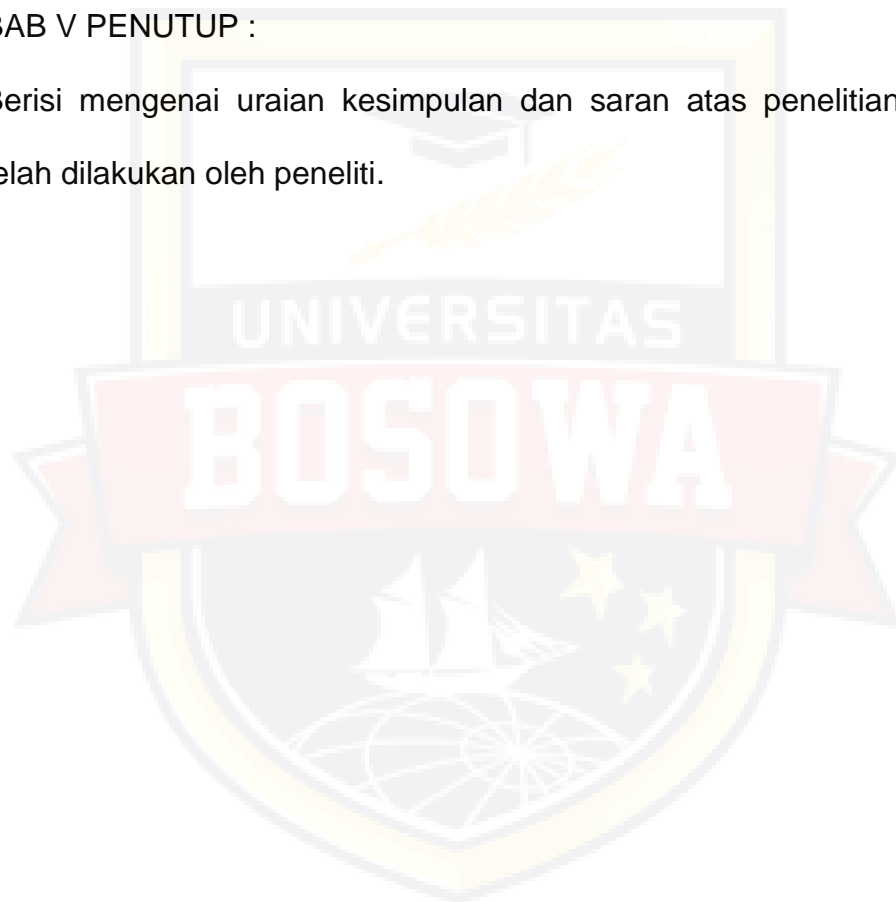 BAB V PENUTUP :
Berisi mengenai uraian kesimpulan dan saran atas penelitian
telah dilakukan oleh peneliti.
UNIVERSITAS
BOSOWA